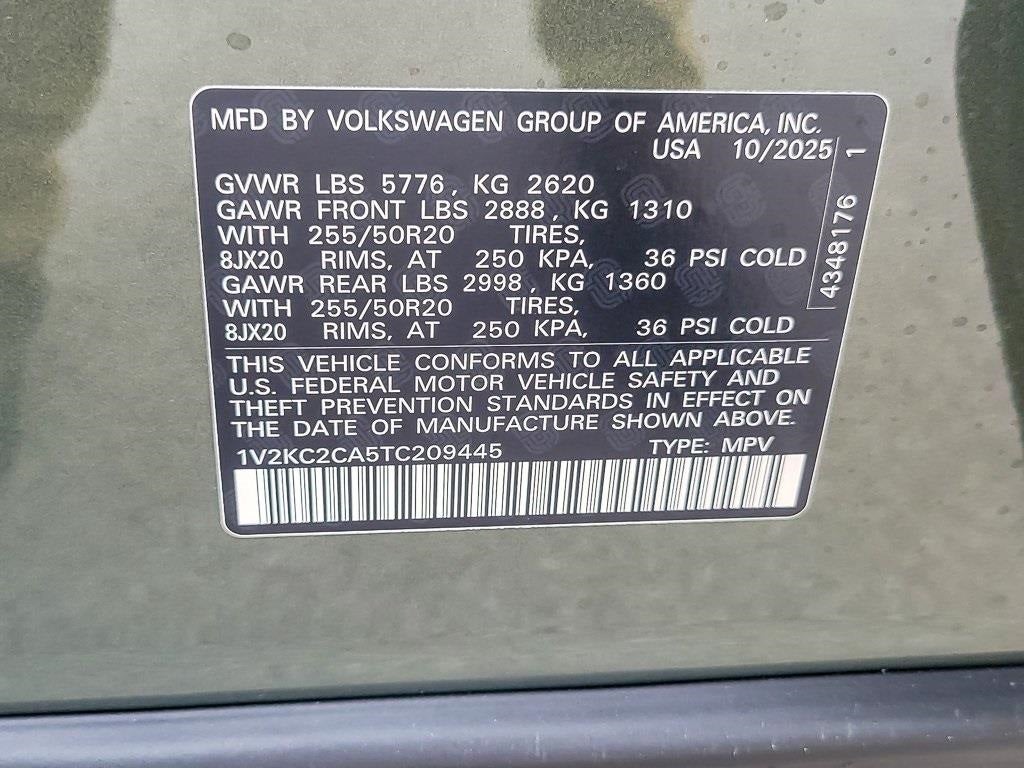 MFD BY VOLKSWAGEN GROUP OF AMERICA, INC.
USA 10/2025
GVWR LBS 5776, KG 2620
GAWR FRONT LBS 2888, KG 1310
WITH 255/50R20 TIRES,
8JX20 RIMS, AT 250 KPA, 36 PSI COLD
GAWR REAR LBS 2998, KG 1360
WITH 255/50R20 TIRES,
8JX20 RIMS, AT 250 KPA, 36 PSI COLD
4348176 1
THIS VEHICLE CONFORMS TO ALL APPLICABLE
U.S. FEDERAL MOTOR VEHICLE SAFETY AND
THEFT PREVENTION STANDARDS IN EFFECT ON
THE DATE OF MANUFACTURE SHOWN ABOVE.
1V2KC2CA5TC209445 TYPE: MPV